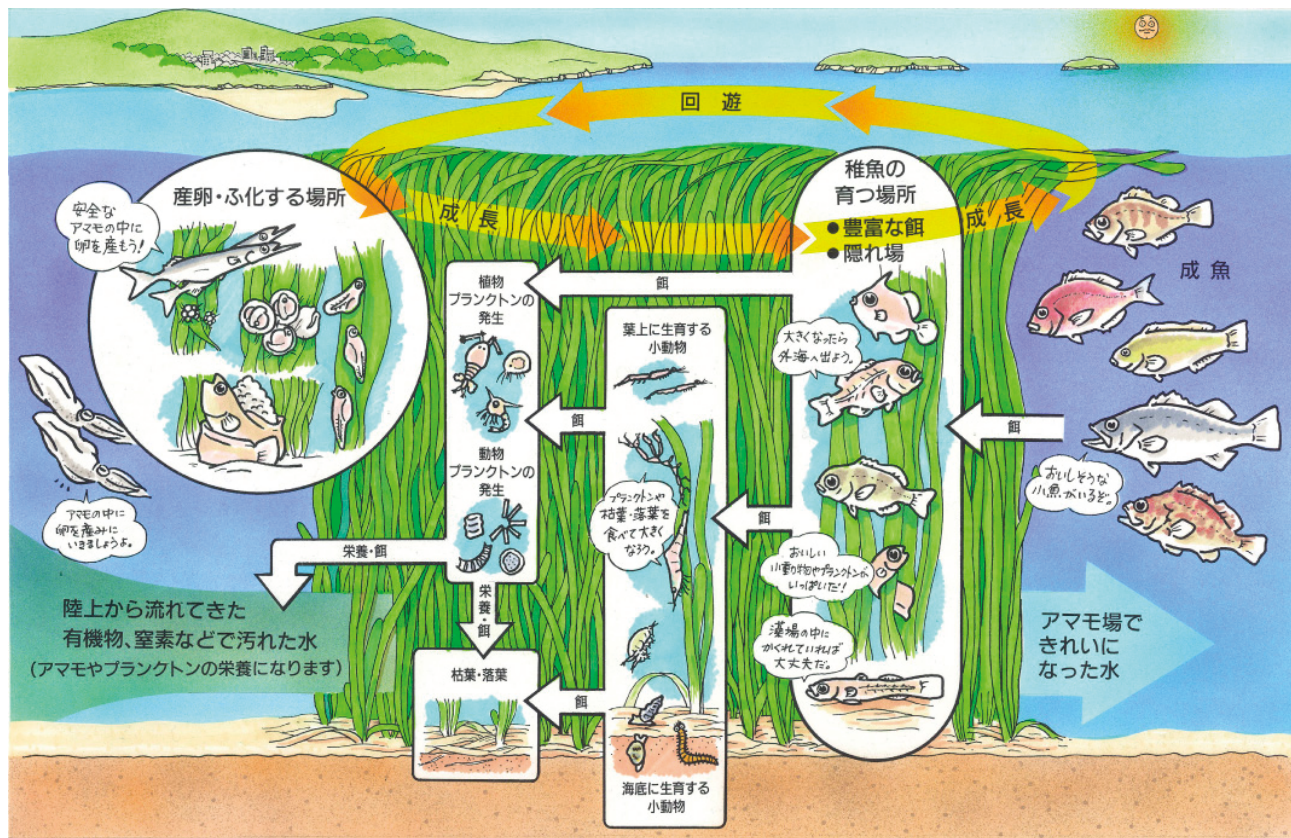 回遊
産卵・ふ化する場所
安全な
アマモの中に
卵を産もう!
成長
稚魚の
育つ場所
●豊富な餌
●隠れ場
成長
成魚
植物
プランクトンの
発生
餌
葉上に生育する
小動物
大きくなったら
外海へ出よう。
餌
餌
動物
プランクトンの
発生
プランクトンや
枯葉・落葉を
食べて大きく
なろう。
餌
おいしそうな
小魚がいるぞ。
アマモの中に
卵を産みに
いきましょうよ。
栄養・餌
おいしい
小動物やプランクトンが
いっぱいだ!
陸上から流れてきた
有機物、窒素などで汚れた水
(アマモやプランクトンの栄養になります)
栄養・餌
藻場の中に
かくれていれば
大丈夫だ。
アマモ場で
きれいに
なった水
枯葉・落葉
餌
海底に生育する
小動物